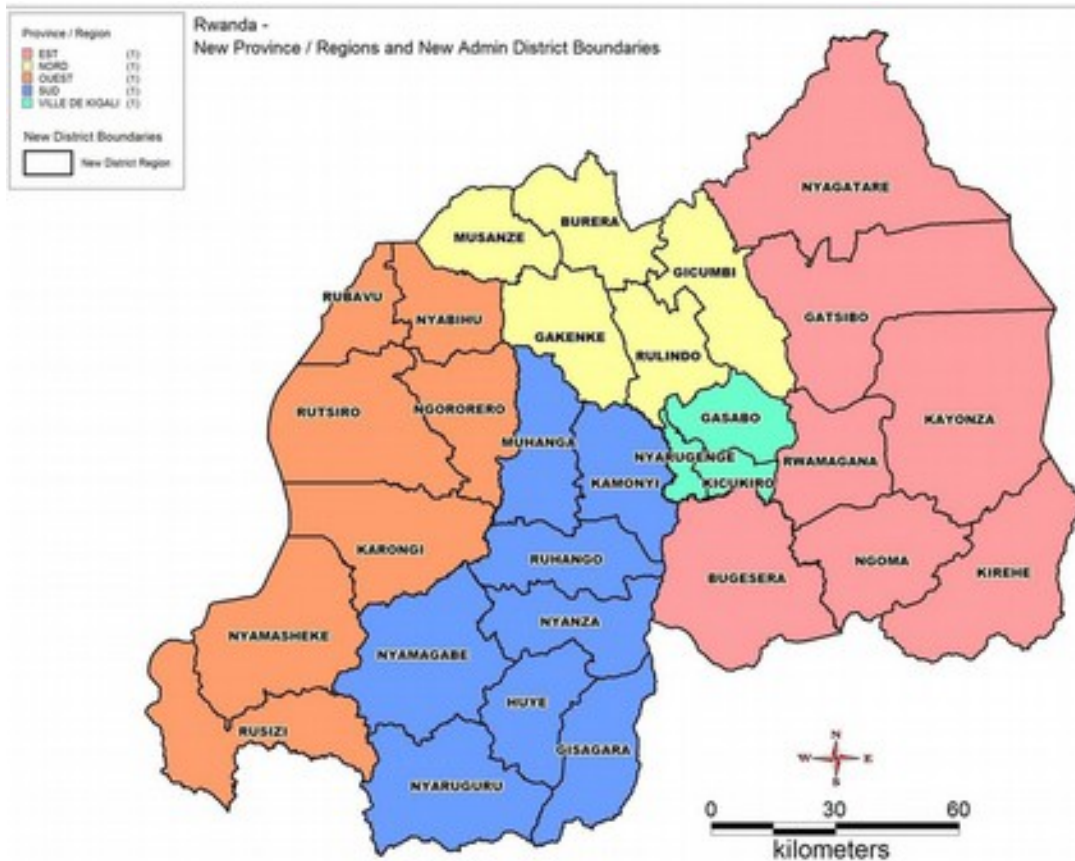 Rwanda -
New Province / Regions and New Admin District Boundaries
Province / Region
EST (1)
NORD (1)
OUEST (1)
SUD (1)
VILLE DE KIGALI (1)
New District Boundaries
New District Region
NYAGATARE
BURERA
MUSANZE
GICUMBI
RUBAVU
NYABIHU
GATSIBO
GAKENKE
RULINDO
RUTSIRO
NGORORERO
GASABO
KAYONZA
MUHANGA
NYARUGENGE
RWAMAGANA
KAMONYI
KICUKIRO
KARONGI
RUHANGO
NGOMA
BUGESERA
KIREHE
NYANZA
NYAMASHEKE
NYAMAGABE
HUYE
RUSIZI
GISAGARA
NYARUGURU
N
W E
S
0 30 60
kilometers